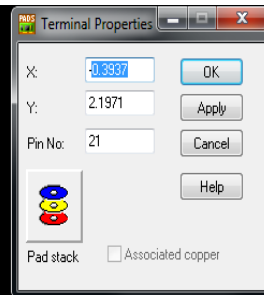 PADS
Terminal Properties
X: -0.3937 OK
Y: 2.1971 Apply
Pin No: 21 Cancel
Help
Pad stack Associated copper